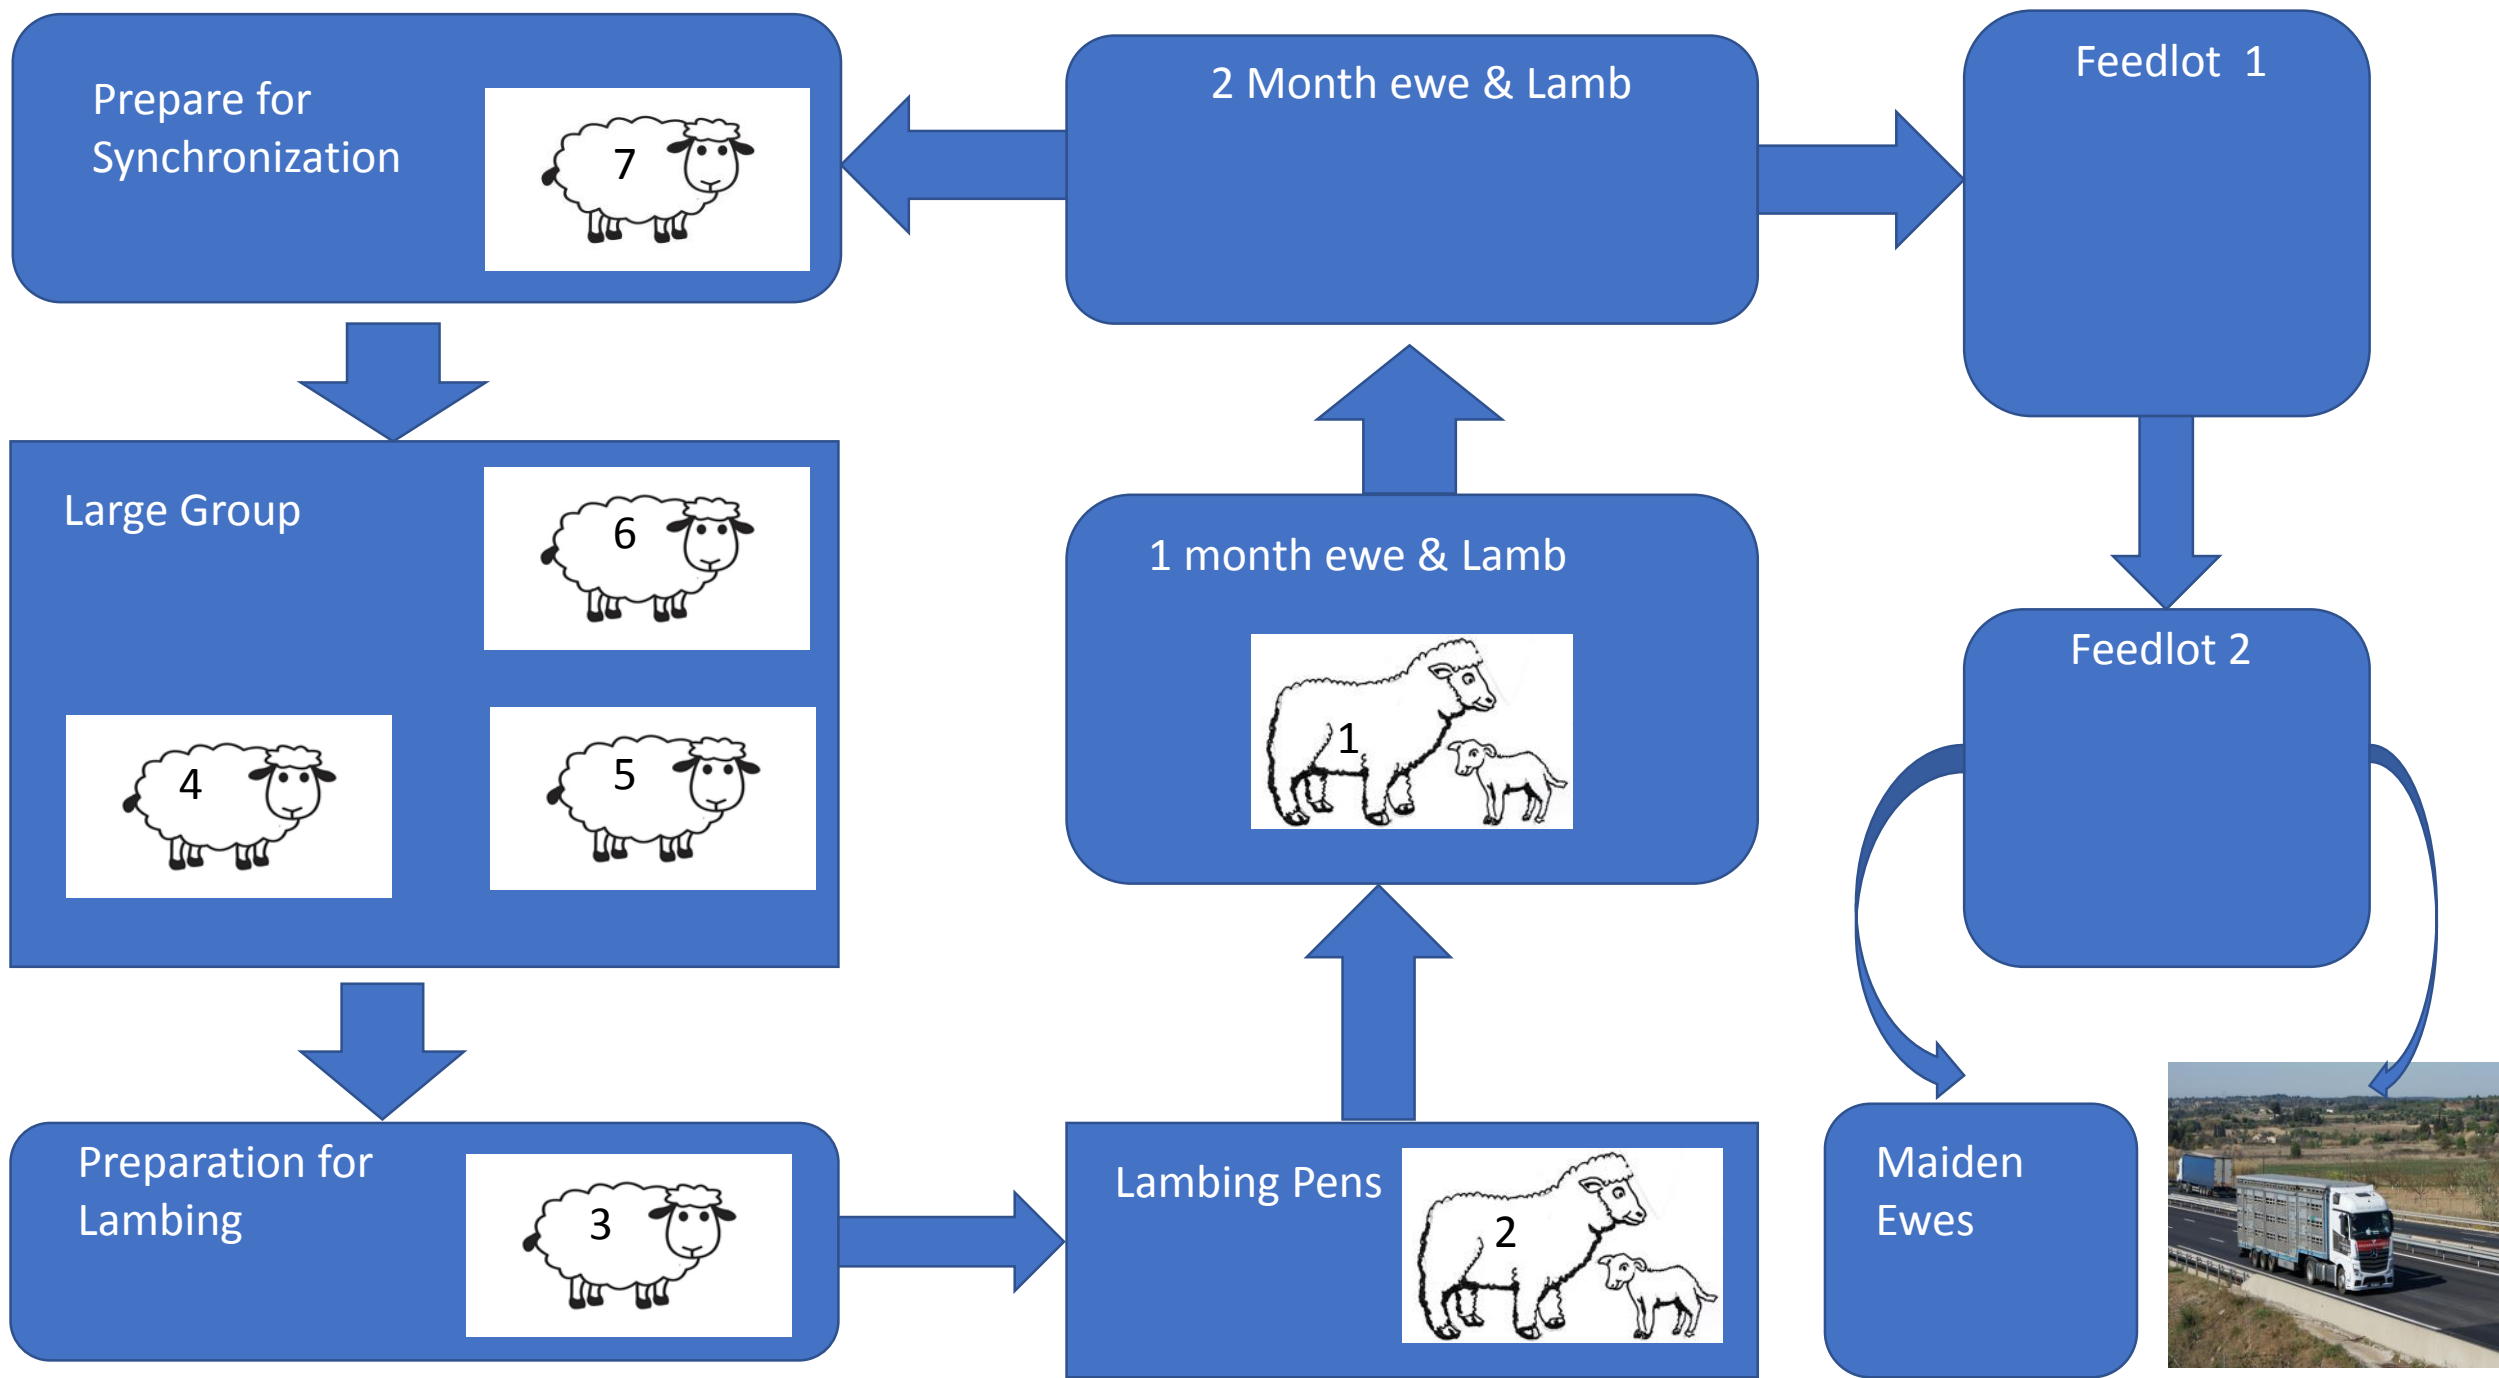 Prepare for
Synchronization
7
2 Month ewe & Lamb
Feedlot  1
Large Group
6
4
5
1 month ewe & Lamb
1
Feedlot 2
Preparation for
Lambing
3
Lambing Pens
2
Maiden
Ewes